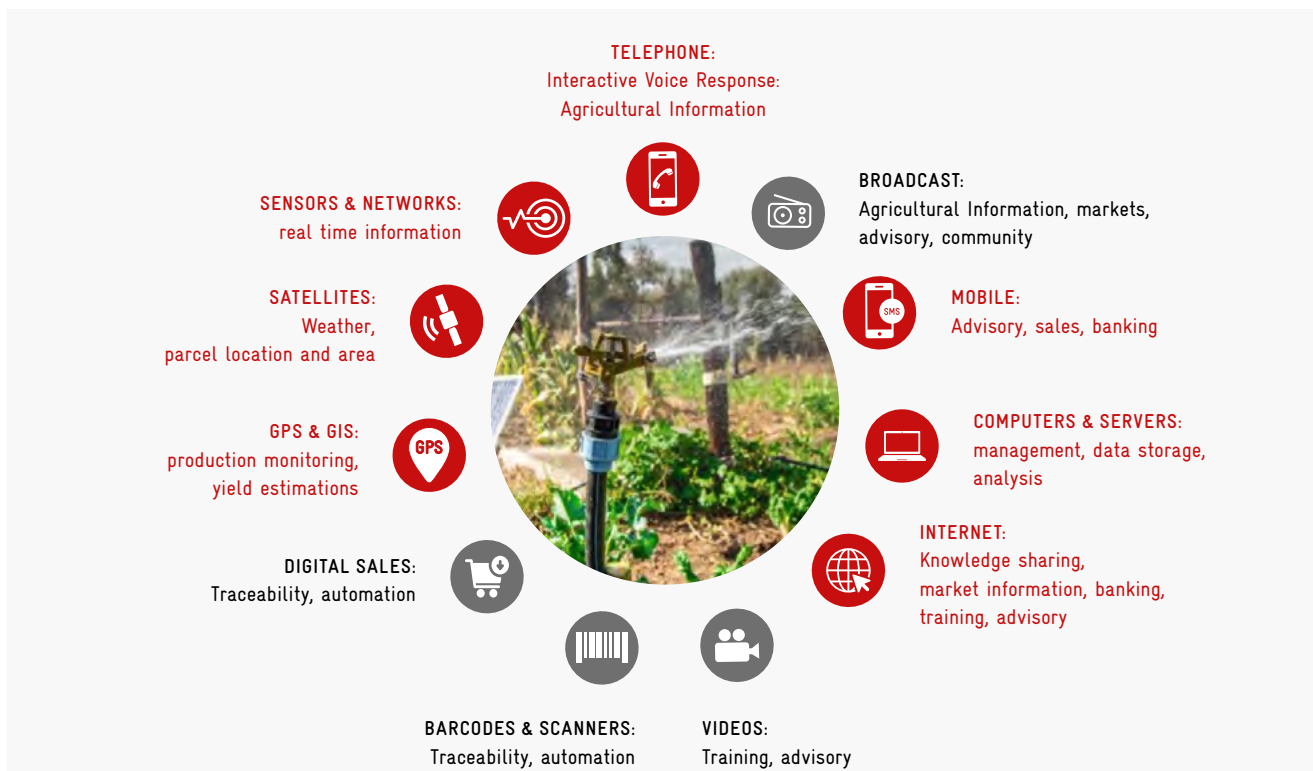 TELEPHONE:
Interactive Voice Response:
Agricultural Information
BROADCAST:
Agricultural Information, markets,
advisory, community
SENSORS & NETWORKS:
real time information
SATELLITES:
Weather,
parcel location and area
SMS
MOBILE:
Advisory, sales, banking
GPS & GIS:
production monitoring,
yield estimations
GPS
COMPUTERS & SERVERS:
management, data storage,
analysis
INTERNET:
Knowledge sharing,
market information, banking,
training, advisory
DIGITAL SALES:
Traceability, automation
BARCODES & SCANNERS:
Traceability, automation
VIDEOS:
Training, advisory